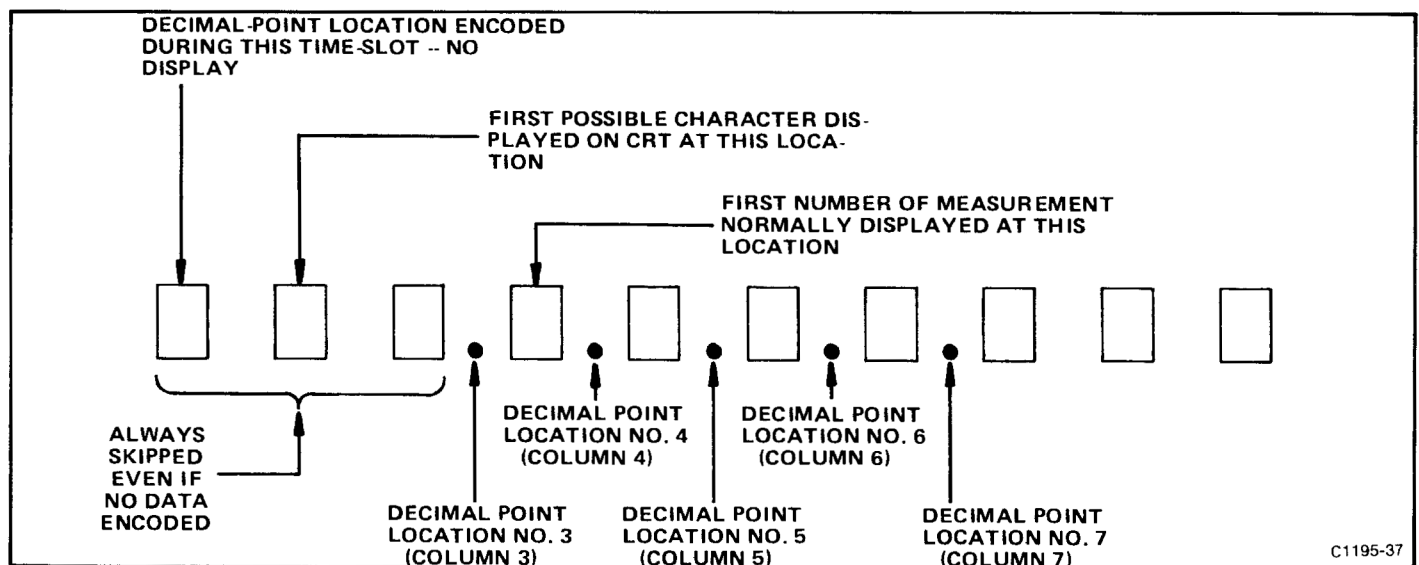 DECIMAL-POINT LOCATION ENCODED
DURING THIS TIME-SLOT -- NO
DISPLAY
FIRST POSSIBLE CHARACTER DIS-
PLAYED ON CRT AT THIS LOCA-
TION
FIRST NUMBER OF MEASUREMENT
NORMALLY DISPLAYED AT THIS
LOCATION
ALWAYS
SKIPPED
EVEN IF
NO DATA
ENCODED
DECIMAL POINT
LOCATION NO. 3
(COLUMN 3)
DECIMAL POINT
LOCATION NO. 4
(COLUMN 4)
DECIMAL POINT
LOCATION NO. 5
(COLUMN 5)
DECIMAL POINT
LOCATION NO. 6
(COLUMN 6)
DECIMAL POINT
LOCATION NO. 7
(COLUMN 7)
C1195-37